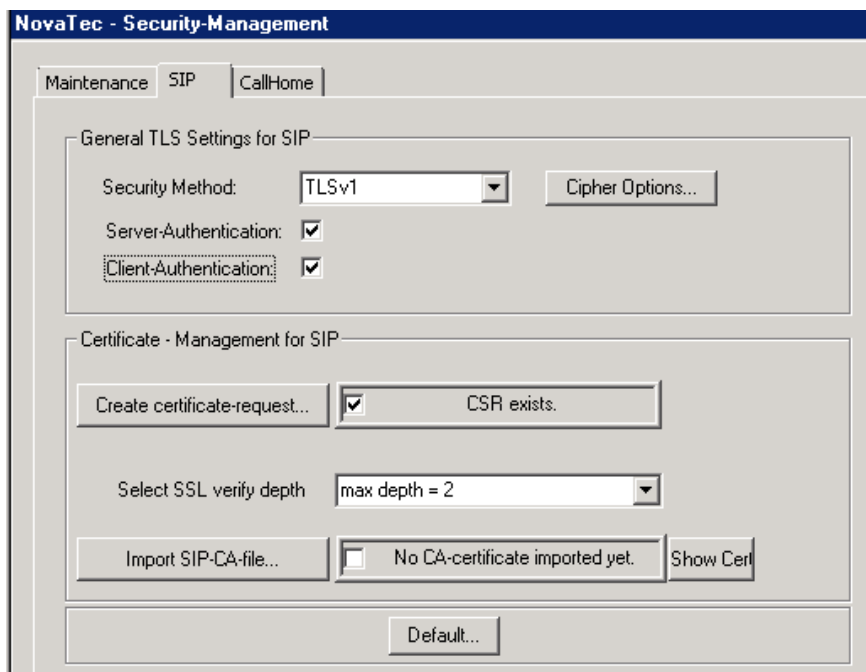 NovaTec - Security-Management
Maintenance SIP CallHome
General TLS Settings for SIP
Security Method: TLSv1 Cipher Options...
Server-Authentication:
Client-Authentication:
Certificate - Management for SIP
Create certificate-request... CSR exists.
Select SSL verify depth max depth = 2
Import SIP-CA-file... No CA-certificate imported yet. Show Cert
Default...